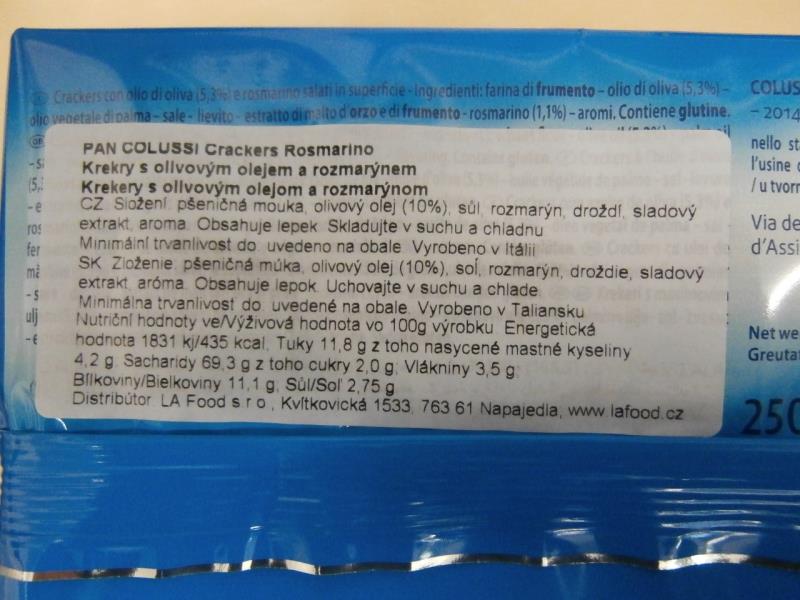 Crackers con olio di oliva (5,3%) e rosmarino salati in superficie - Ingredienti: farina di frumento - olio di oliva (5,3%) -
olio vegetale di palma - sale - lievito - estratto di malto d'orzo e di frumento - rosmarino (1,1%) - aromi. Contiene glutine.
PAN COLUSSI Crackers Rosmarino
Krekry s olivovým olejem a rozmarýnem
Krekery s olivovým olejom a rozmarýnom
CZ Složení pšeničná mouka, olivový olej (10%), sůl, rozmarýn, droždí, sladový
extrakt, aroma. Obsahuje lepek Skladujte v suchu a chladnu
Minimální trvanlivost do uvedeno na obale Vyrobeno v Itálii
SK Zloženie pšeničná múka, olivový olej (10%), soľ, rozmarýn, droždie, sladový
extrakt, aróma. Obsahuje lepok Uchovajte v suchu a chlade
Minimálna trvanlivosť do uvedené na obale Vyrobeno v Taliansku
Nutriční hodnoty ve/Výživová hodnota vo 100g výrobku Energetická
hodnota 1831 kj/435 kcal, Tuky 11,8 g z toho nasycené mastné kyseliny
4,2 g Sacharidy 69,3 g z toho cukry 2,0 g, Vlákniny 3,5 g
Bílkoviny/Bielkoviny 11,1 g, Sůl/Soľ 2,75 g
Distribútor LA Food s r o , Kvítkovická 1533, 763 61 Napajedla, www.lafood.cz
COLUS
- 2014
nello st
l'usine
/ u tvorn
Via de
d'Assi
Net we
Greutat
250